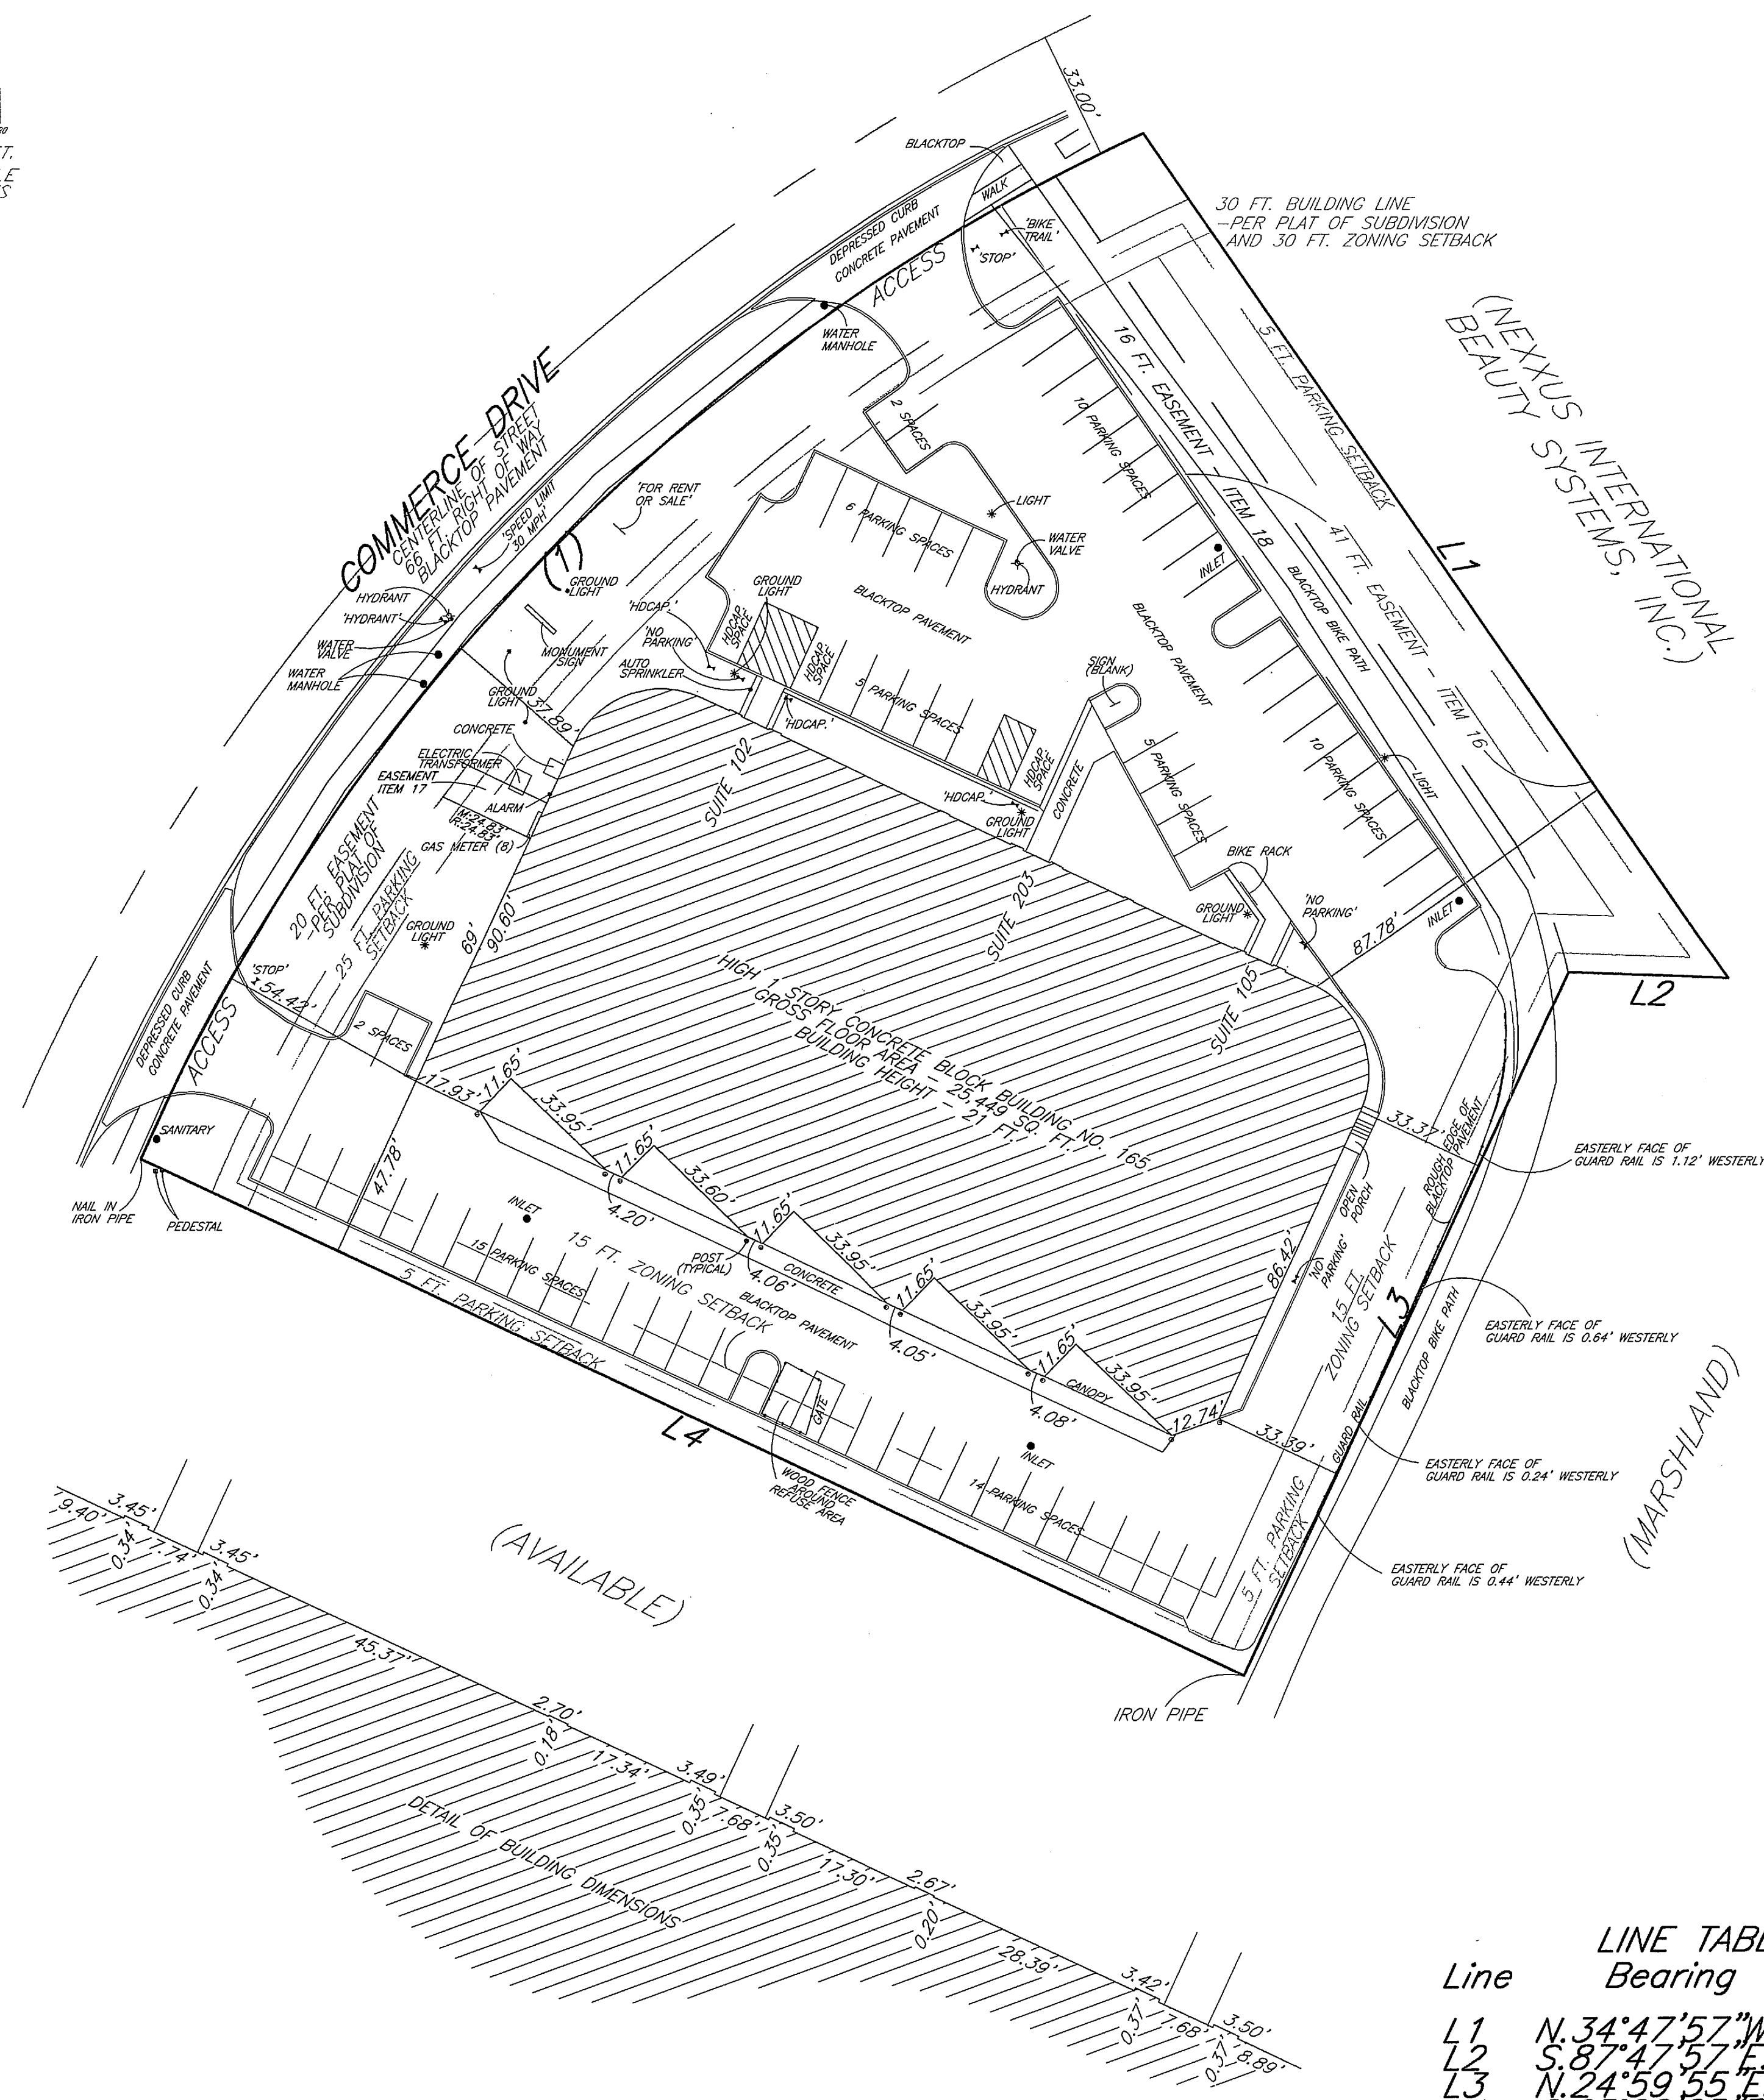 33.00'
BLACKTOP
WALK
DEPRESSED CURB
CONCRETE PAVEMENT
ACCESS
'BIKE
TRAIL'
'STOP'
30 FT. BUILDING LINE
-PER PLAT OF SUBDIVISION
AND 30 FT. ZONING SETBACK
(NEXXUS INTERNATIONAL
BEAUTY SYSTEMS, INC.)
WATER
MANHOLE
5 FT. PARKING SETBACK
16 FT. EASEMENT - ITEM 18
41 FT. EASEMENT - ITEM 16
L1
BLACKTOP BIKE PATH
COMMERCE DRIVE
CENTERLINE OF STREET
66 FT. RIGHT OF WAY
BLACKTOP PAVEMENT
'SPEED LIMIT
30 MPH'
(1)
'FOR RENT
OR SALE'
2 SPACES
10 PARKING SPACES
6 PARKING SPACES
LIGHT
WATER
VALVE
HYDRANT
INLET
BLACKTOP PAVEMENT
BLACKTOP PAVEMENT
HYDRANT
'HYDRANT'
WATER
VALVE
WATER
MANHOLE
GROUND
LIGHT
MONUMENT
SIGN
GROUND
LIGHT
'HDCAP.'
'NO
PARKING'
AUTO
SPRINKLER
GROUND
LIGHT
HDCAP.
SPACE
HDCAP.
SPACE
'HDCAP.'
5 PARKING SPACES
SIGN
(BLANK)
HDCAP.
SPACE
'HDCAP.'
GROUND
LIGHT
CONCRETE
5 PARKING SPACES
10 PARKING SPACES
LIGHT
37.89'
CONCRETE
ELECTRIC
TRANSFORMER
EASEMENT
ITEM 17
ALARM
M:24.83'
R:24.83'
GAS METER (8)
20 FT. EASEMENT
-PER PLAT OF
SUBDIVISION
25 FT. PARKING
SETBACK
GROUND
LIGHT
69'
90.60'
SUITE 102
SUITE 203
SUITE 105
BIKE RACK
GROUND
LIGHT
'NO
PARKING'
87.78'
INLET
L2
HIGH 1 STORY CONCRETE BLOCK BUILDING NO. 165
GROSS FLOOR AREA - 25,449 SQ. FT.
BUILDING HEIGHT - 21 FT.
'STOP'
54.42'
DEPRESSED CURB
CONCRETE PAVEMENT
ACCESS
2 SPACES
17.93'
11.65'
33.95'
11.65'
33.60'
11.65'
33.95'
11.65'
33.95'
11.65'
33.95'
12.74'
4.20'
4.06'
4.05'
4.08'
47.78'
SANITARY
NAIL IN
IRON PIPE
PEDESTAL
INLET
15 PARKING SPACES
15 FT. ZONING SETBACK
5 FT. PARKING SETBACK
POST
(TYPICAL)
CONCRETE
BLACKTOP PAVEMENT
CANOPY
GATE
WOOD FENCE
AROUND
REFUSE AREA
L4
INLET
14 PARKING SPACES
33.37'
ROUGH EDGE OF
BLACKTOP PAVEMENT
OPEN
PORCH
86.42'
'NO
PARKING'
15 FT.
ZONING SETBACK
L3
BLACKTOP BIKE PATH
GUARD RAIL
33.39'
5 FT. PARKING
SETBACK
EASTERLY FACE OF
GUARD RAIL IS 1.12' WESTERLY
EASTERLY FACE OF
GUARD RAIL IS 0.64' WESTERLY
EASTERLY FACE OF
GUARD RAIL IS 0.24' WESTERLY
EASTERLY FACE OF
GUARD RAIL IS 0.44' WESTERLY
(MARSHLAND)
(AVAILABLE)
IRON PIPE
3.45'
9.40'
0.34'
7.74'
3.45'
0.34'
45.37'
2.70'
0.18'
17.34'
3.49'
0.35'
7.68'
3.50'
0.35'
17.30'
2.67'
0.20'
28.39'
3.42'
0.37'
7.68'
3.50'
0.37'
8.89'
DETAIL OF BUILDING DIMENSIONS
LINE TABL
Line Bearing
L1 N.34°47'57"W
L2 S.87°47'57"E.
L3 N.24°59'55"E